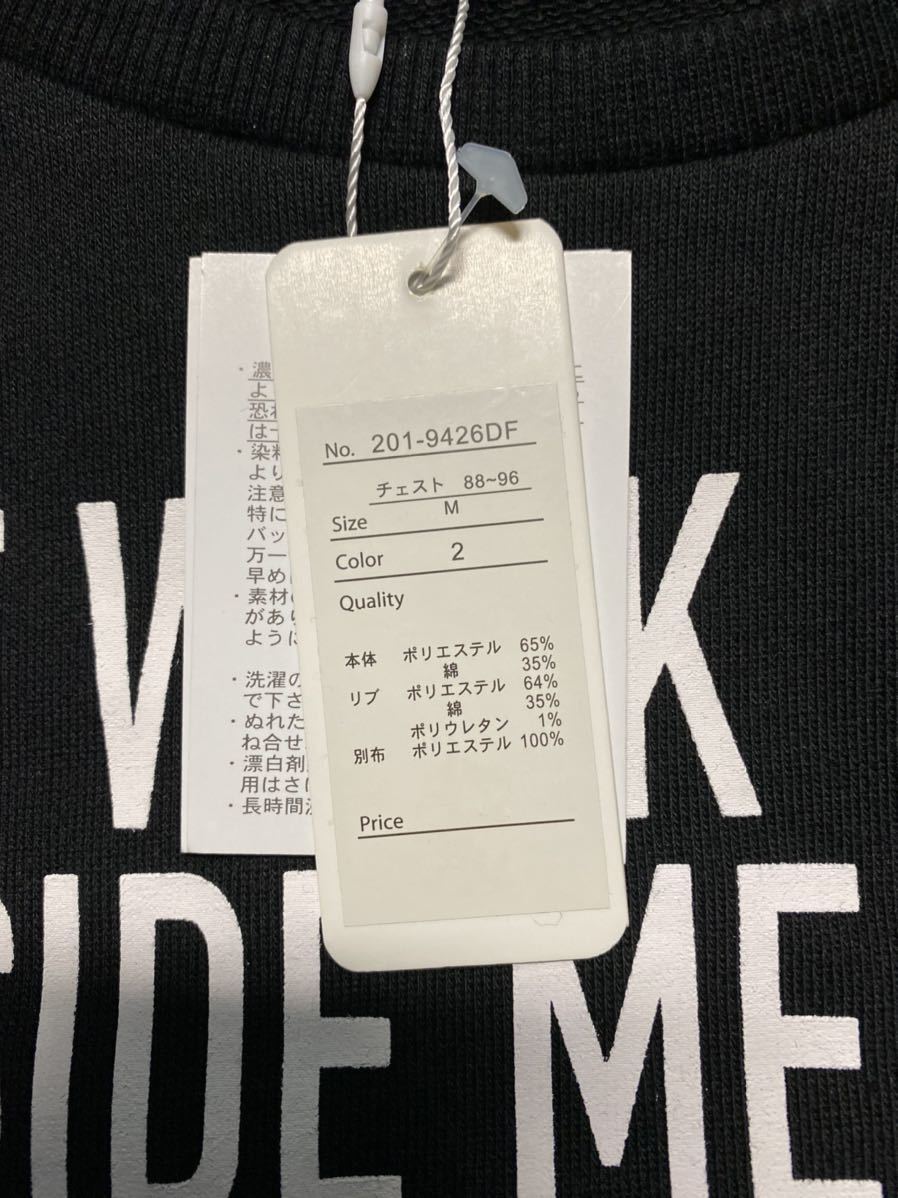 No. 201-9426DF
チェスト 88~96
Size M
Color 2
Quality
本体 ポリエステル 65%
綿 35%
リブ ポリエステル 64%
綿 35%
ポリウレタン 1%
別布 ポリエステル 100%
Price
・濃
よ
恐れ
は
・染料
より
注意
特に
バッ
万一
早め
・素材
があり
ように
・洗濯の
で下さ
・ぬれた
ね合せ
・漂白剤
用はさ
・長時間
W K
SIDE ME